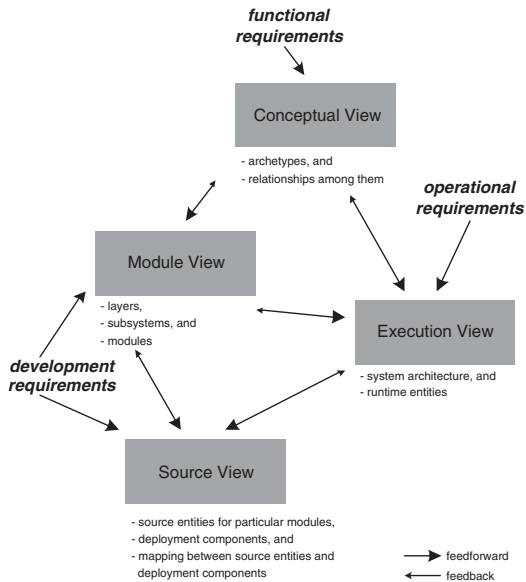 functional
requirements
Conceptual View
- archetypes, and
- relationships among them
operational
requirements
Module View
- layers,
- subsystems, and
- modules
Execution View
- system architecture, and
- runtime entities
development
requirements
Source View
- source entities for particular modules,
- deployment components, and
- mapping between source entities and
deployment components
feedforward
feedback